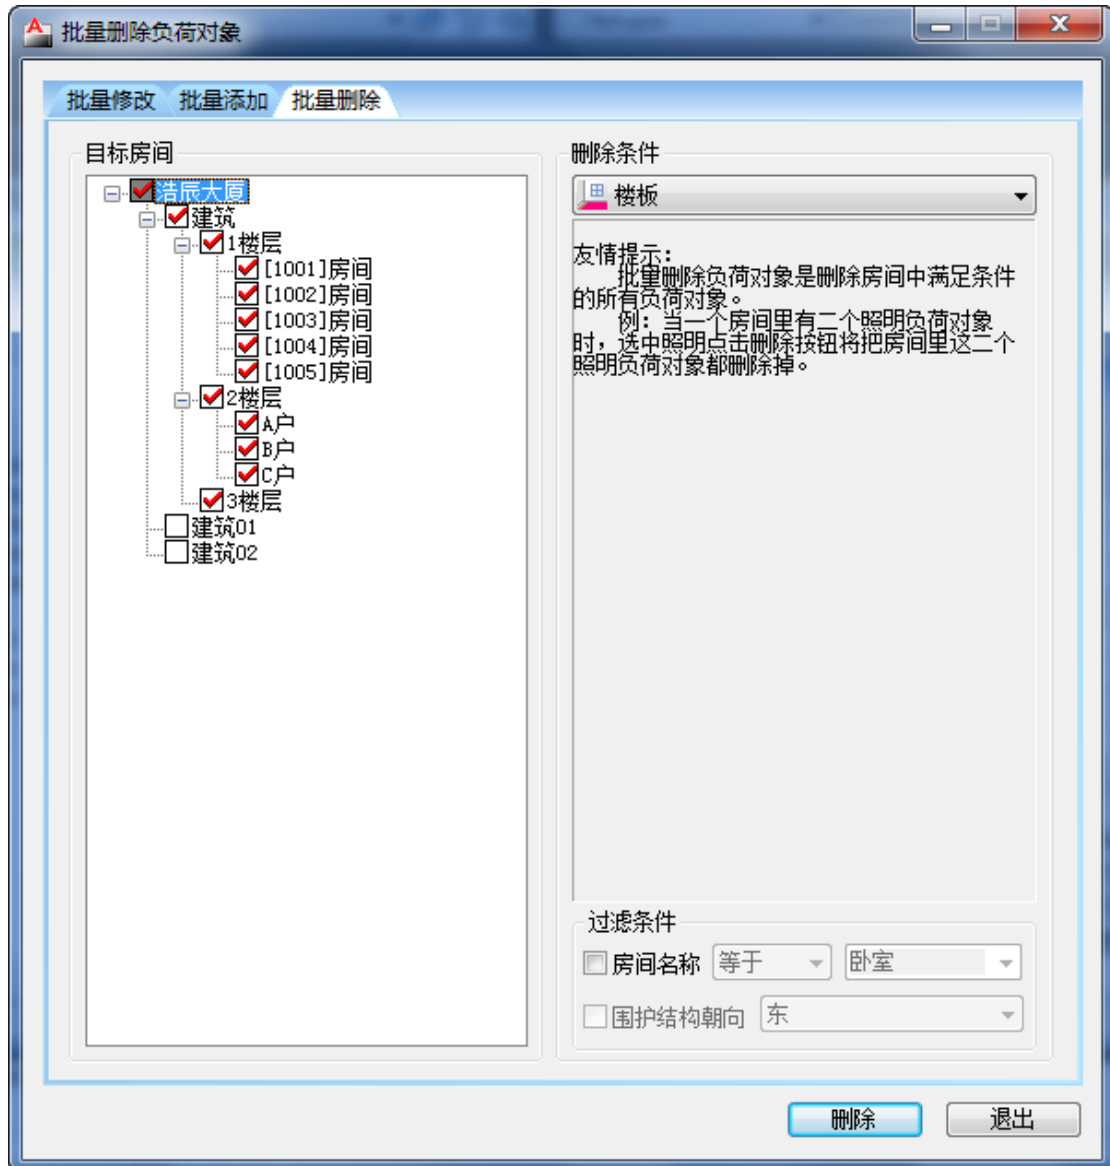 批量删除负荷对象
批量修改 批量添加 批量删除
目标房间
浩辰大厦
建筑
1楼层
[1001]房间
[1002]房间
[1003]房间
[1004]房间
[1005]房间
2楼层
A户
B户
C户
3楼层
建筑01
建筑02
删除条件
楼板
友情提示：
批量删除负荷对象是删除房间中满足条件
的所有负荷对象。
例：当一个房间里有二个照明负荷对象
时，选中照明点击删除按钮将把房间里这二个
照明负荷对象都删除掉。
过滤条件
房间名称 等于 卧室
围护结构朝向 东
删除 退出